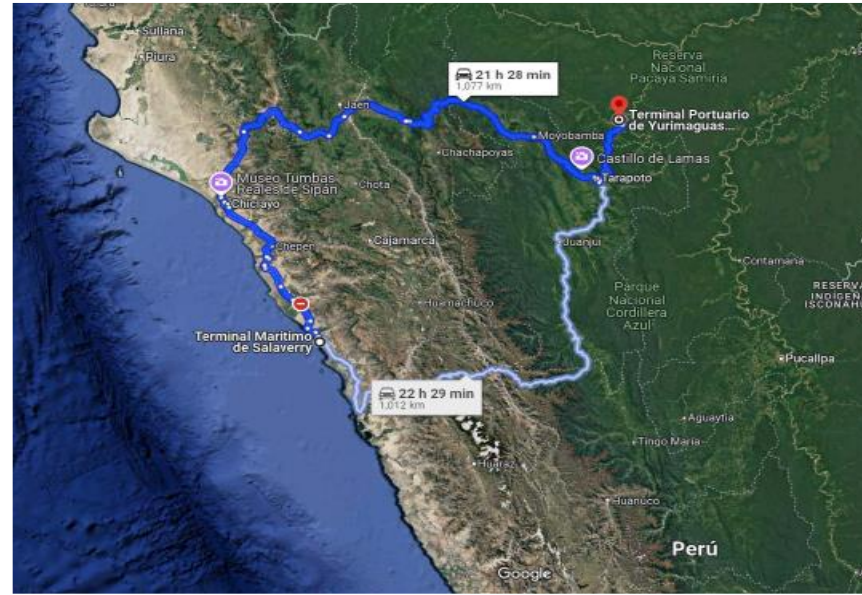 Sullana
Piura
21 h 28 min
1,077 km
Reserva
Nacional
Pacaya Samiria
Jaén
Terminal Portuario
de Yurimaguas...
Moyobamba
Chachapoyas
Castillo de Lamas
Tarapoto
Museo Tumbas
Reales de Sipán
Chota
Chiclayo
Chepén
Cajamarca
Juanjuí
Contamana
Parque
Nacional
Cordillera
Azul
RESERVA
INDÍGENA
ISCONAHU
Huamachuco
Terminal Marítimo
de Salaverry
Pucallpa
22 h 29 min
1,012 km
Aguaytía
Tingo María
Huaraz
Huánuco
Perú
Google